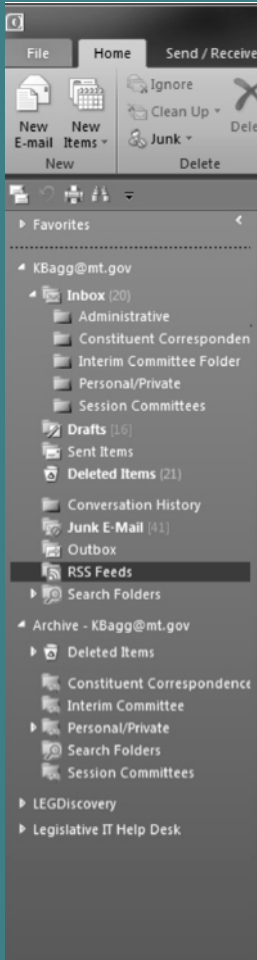 File Home Send / Receive
Ignore
Clean Up
Junk
New E-mail
New Items
Dele
New Delete
Favorites
KBagg@mt.gov
Inbox (20)
Administrative
Constituent Corresponden
Interim Committee Folder
Personal/Private
Session Committees
Drafts [16]
Sent Items
Deleted Items (21)
Conversation History
Junk E-Mail [41]
Outbox
RSS Feeds
Search Folders
Archive - KBagg@mt.gov
Deleted Items
Constituent Correspondence
Interim Committee
Personal/Private
Search Folders
Session Committees
LEGDiscovery
Legislative IT Help Desk